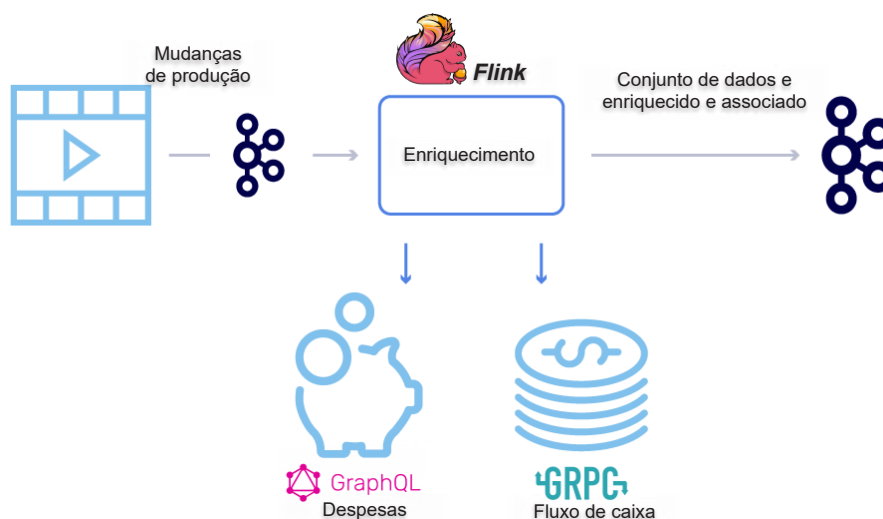 Mudanças
de produção
Flink
Conjunto de dados e
enriquecido e associado
Enriquecimento
GraphQL
Despesas
GRPC
Fluxo de caixa